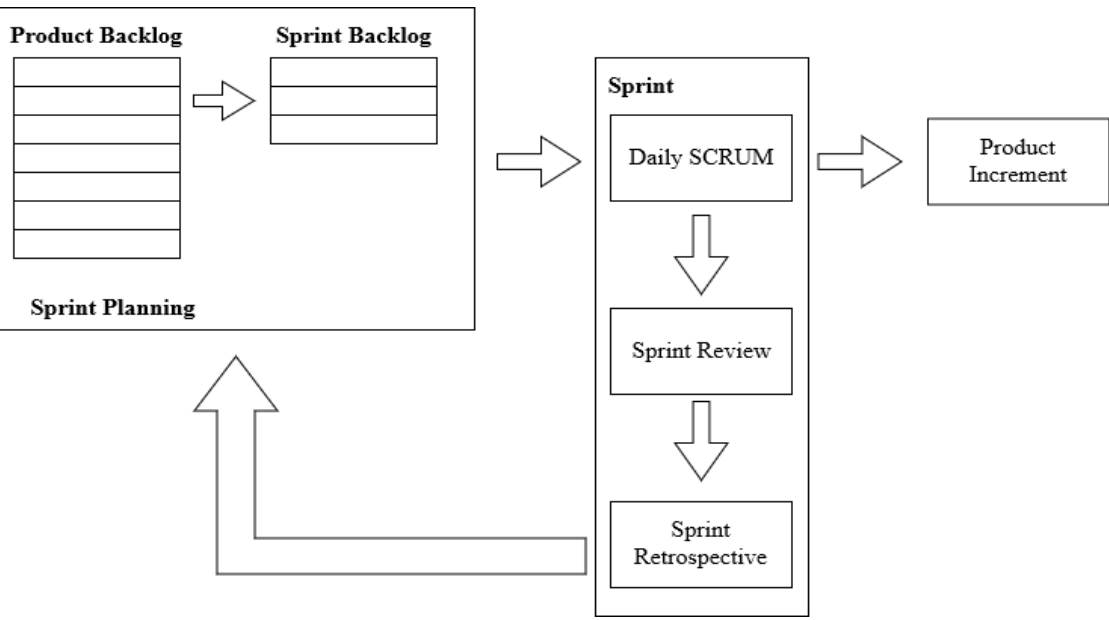 Product Backlog
Sprint Backlog
Sprint Planning
Sprint
Daily SCRUM
Sprint Review
Sprint
Retrospective
Product
Increment